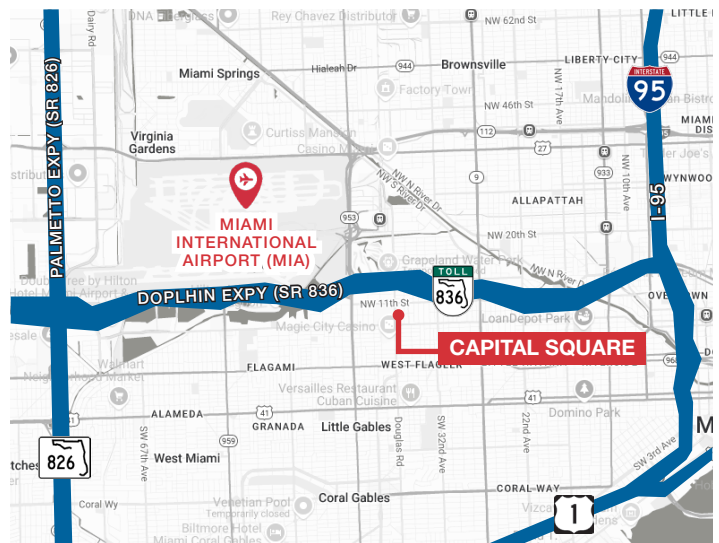 DNA Fiberglass
Rey Chavez Distributor
NW 62nd St
LITTLE
Dairy Rd
944
LIBERTY CITY
Miami Springs
Hialeah Dr
944
Brownsville
INTERSTATE
95
Factory Town
NW 17th Ave
NW 46th St
PALMETTO EXPY (SR 826)
Virginia
Gardens
Curtiss Mansion
Casino
112
27
MIAMI
9
933
NW 10th Ave
WYNWOO
ALLAPATTAH
NW N River Dr
NW S River Dr
MIAMI
INTERNATIONAL
AIRPORT (MIA)
953
I-95
NW 20th St
Grapeland Water Park
NW N River Dr
TOLL
836
DOPLHIN EXPY (SR 836)
NW 11th St
LoanDepot Park
Magic City Casino
CAPITAL SQUARE
Walmart
Neighborhood Market
FLAGAMI
WEST FLAGLER
Versailles Restaurant
Cuban Cuisine
41
ALAMEDA
41
GRANADA
Little Gables
Domino Park
SW 67th Ave
959
West Miami
Douglas Rd
SW 32nd Ave
22nd Ave
826
SW 3rd Ave
M
Coral Wy
Venetian Pool
Temporarily closed
Coral Gables
CORAL WAY
1
Biltmore Hotel
Miami Coral Gables